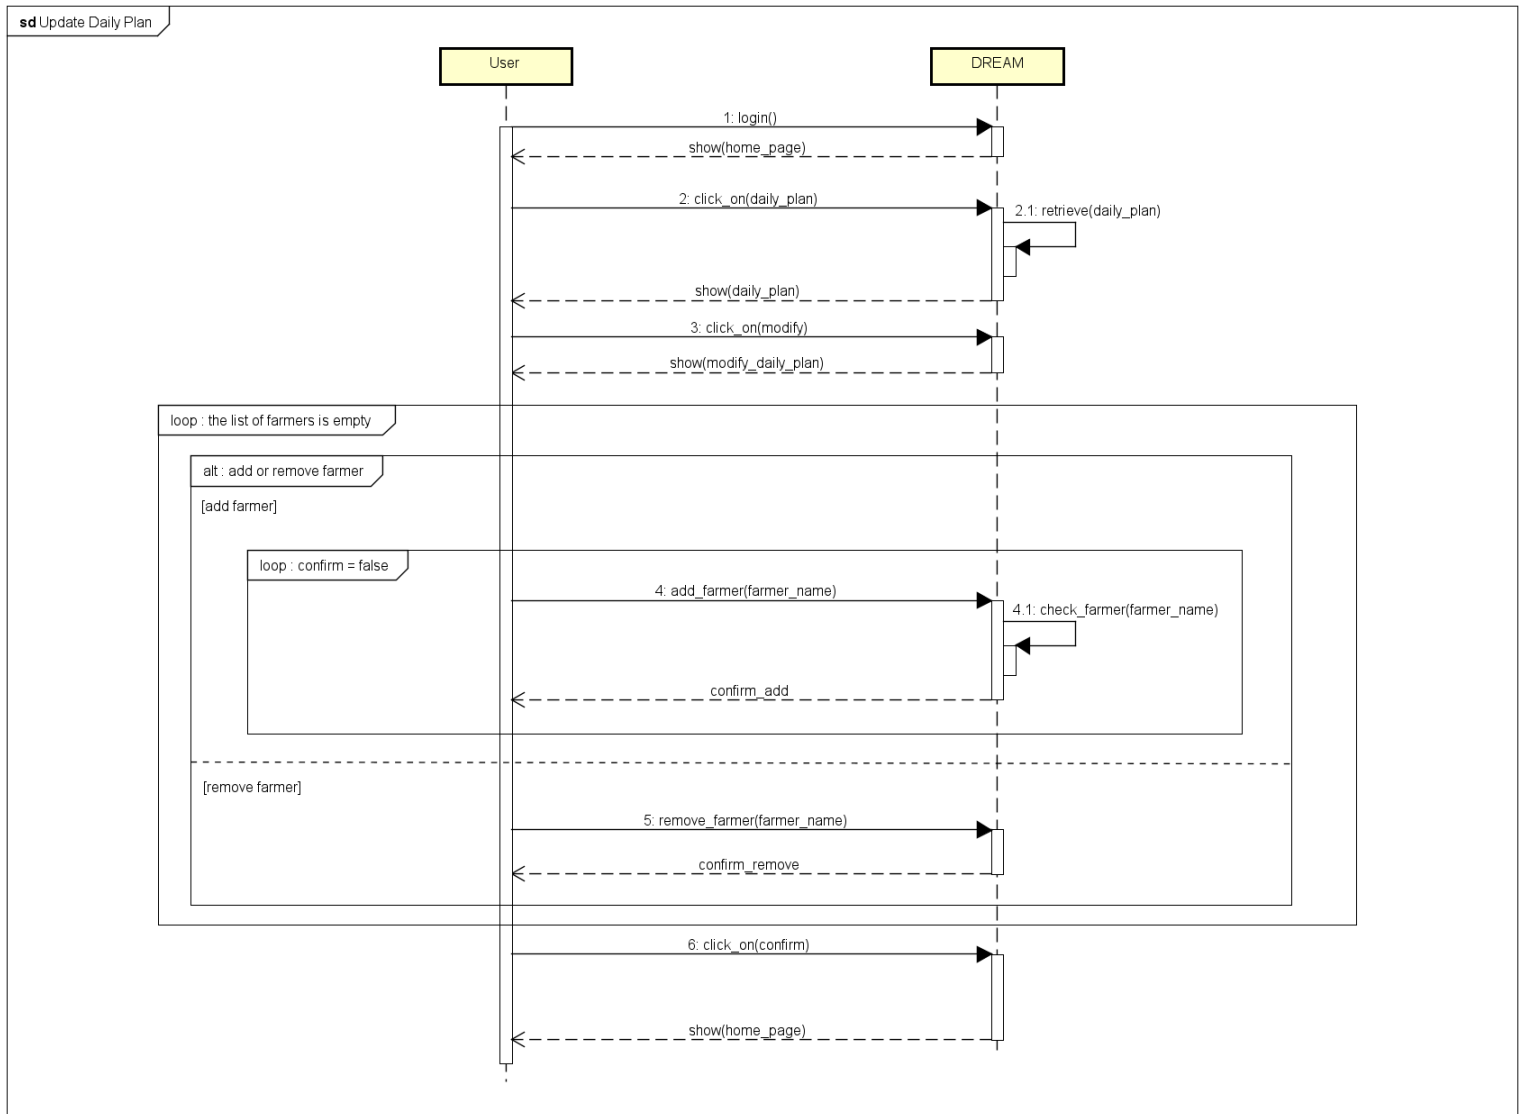 sd Update Daily Plan
User
DREAM
1: login()
show(home_page)
2: click_on(daily_plan)
2.1: retrieve(daily_plan)
show(daily_plan)
3: click_on(modify)
show(modify_daily_plan)
loop : the list of farmers is empty
alt : add or remove farmer
[add farmer]
loop : confirm = false
4: add_farmer(farmer_name)
4.1: check_farmer(farmer_name)
confirm_add
[remove farmer]
5: remove_farmer(farmer_name)
confirm_remove
6: click_on(confirm)
show(home_page)